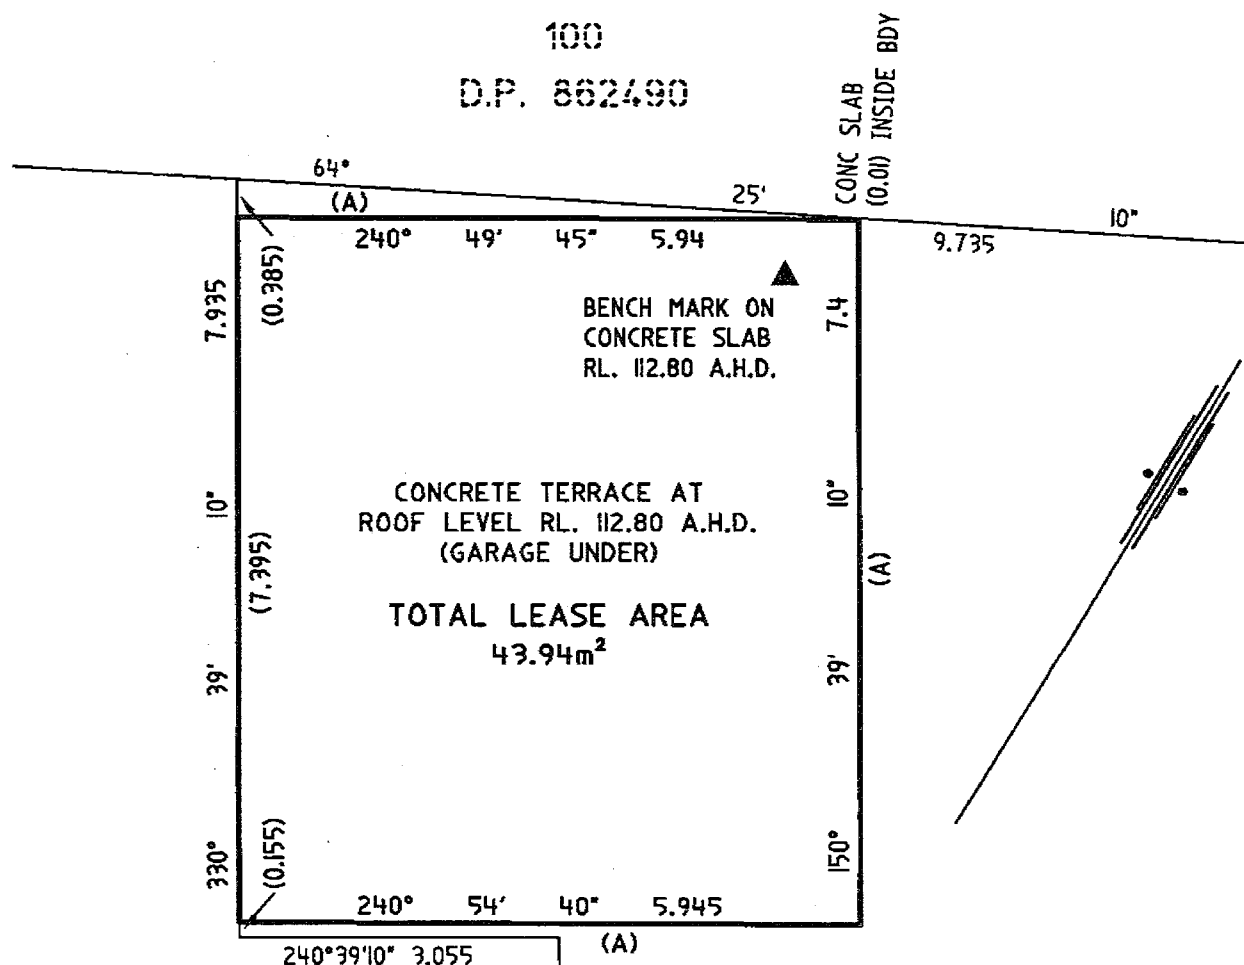 100
D.P. 862490
CONC SLAB
(0.01) INSIDE BDY
64° 25' 10"
(A)
240° 49' 45" 5.94
9.735
(0.385)
7.935
7.4
BENCH MARK ON
CONCRETE SLAB
RL. 112.80 A.H.D.
CONCRETE TERRACE AT
ROOF LEVEL RL. 112.80 A.H.D.
(GARAGE UNDER)
10"
10"
(7.395)
(A)
TOTAL LEASE AREA
43.94m²
39'
39'
330°
150°
(0.155)
240° 54' 40" 5.945
(A)
240°39'10" 3.055